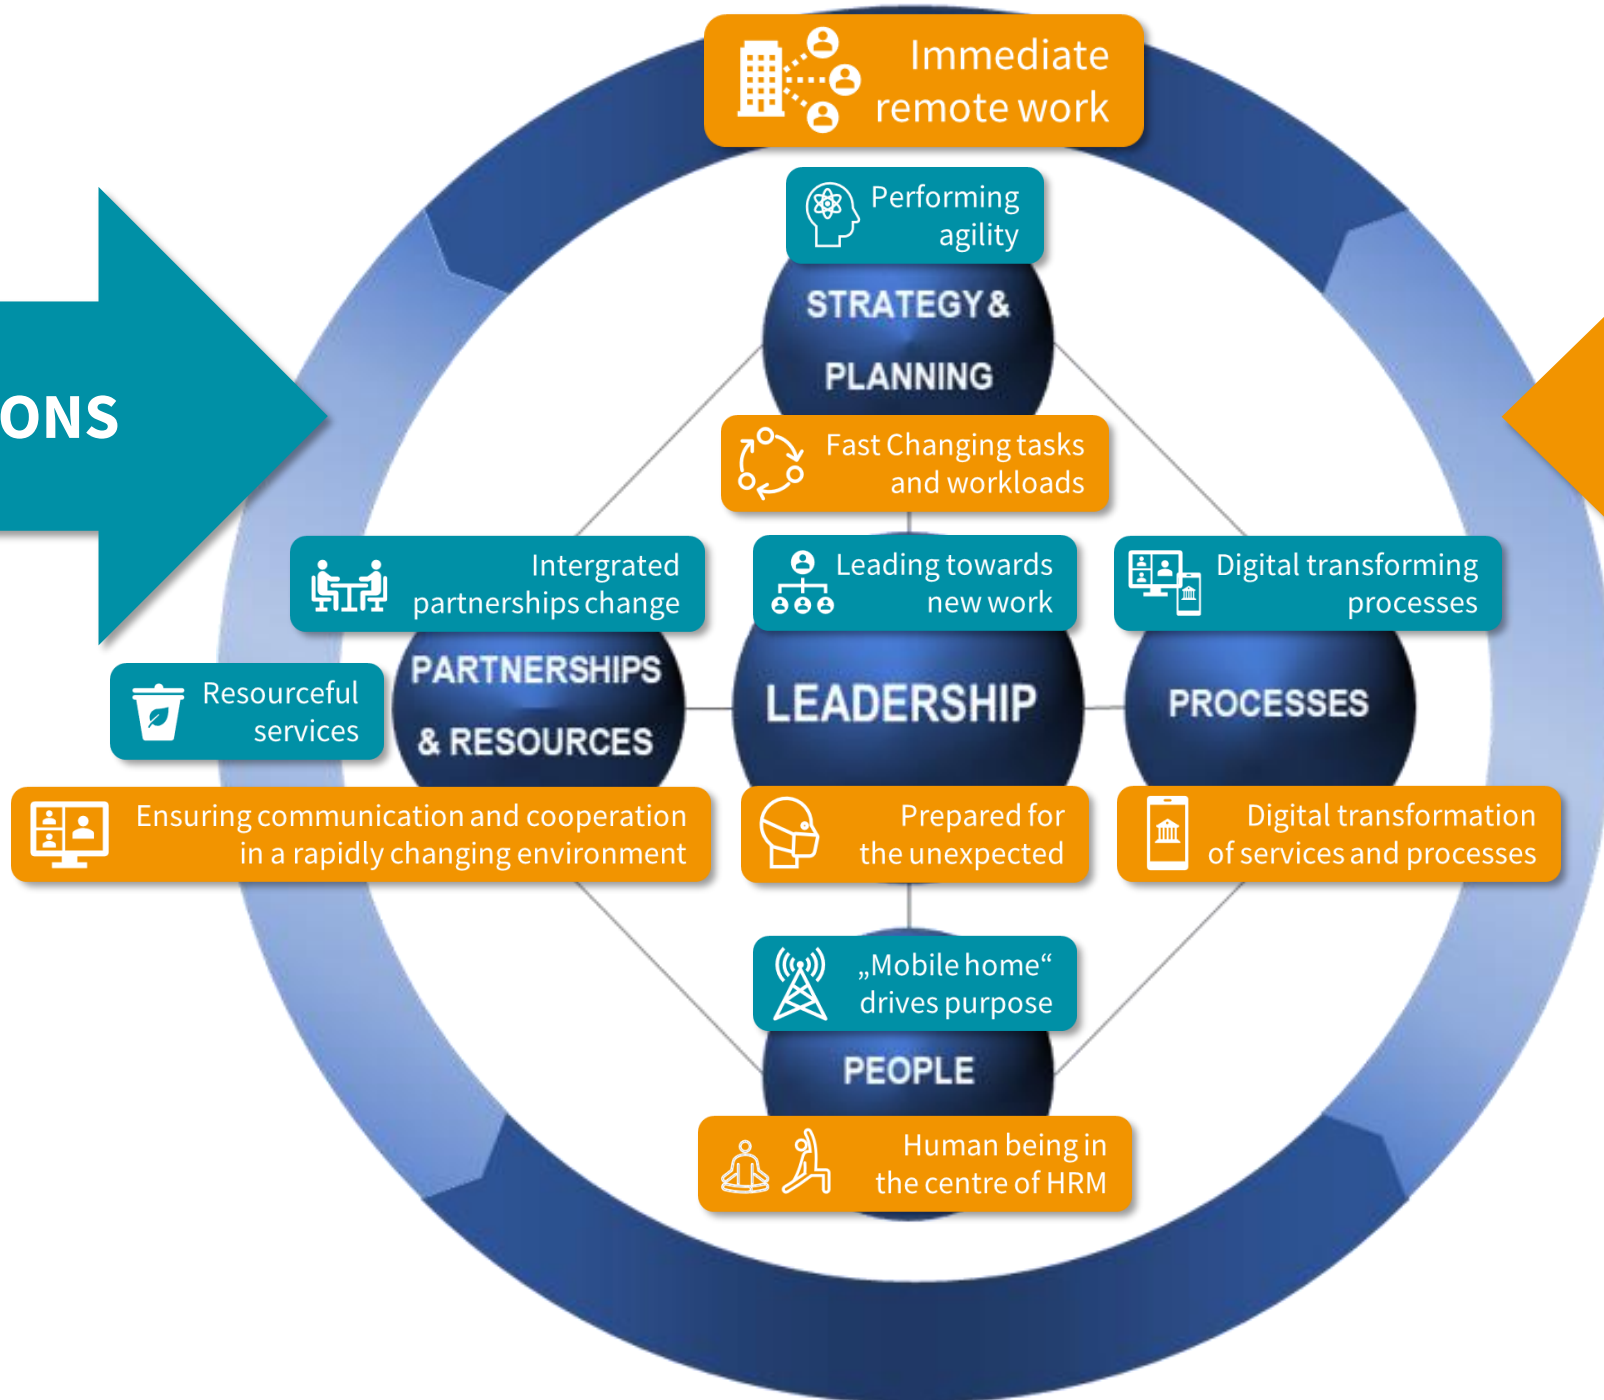 Immediate
remote work
Performing
agility
STRATEGY &
PLANNING
ONS
Fast Changing tasks
and workloads
Intergrated
partnerships change
Leading towards
new work
Digital transforming
processes
PARTNERSHIPS
& RESOURCES
Resourceful
services
LEADERSHIP
PROCESSES
Ensuring communication and cooperation
in a rapidly changing environment
Prepared for
the unexpected
Digital transformation
of services and processes
„Mobile home“
drives purpose
PEOPLE
Human being in
the centre of HRM